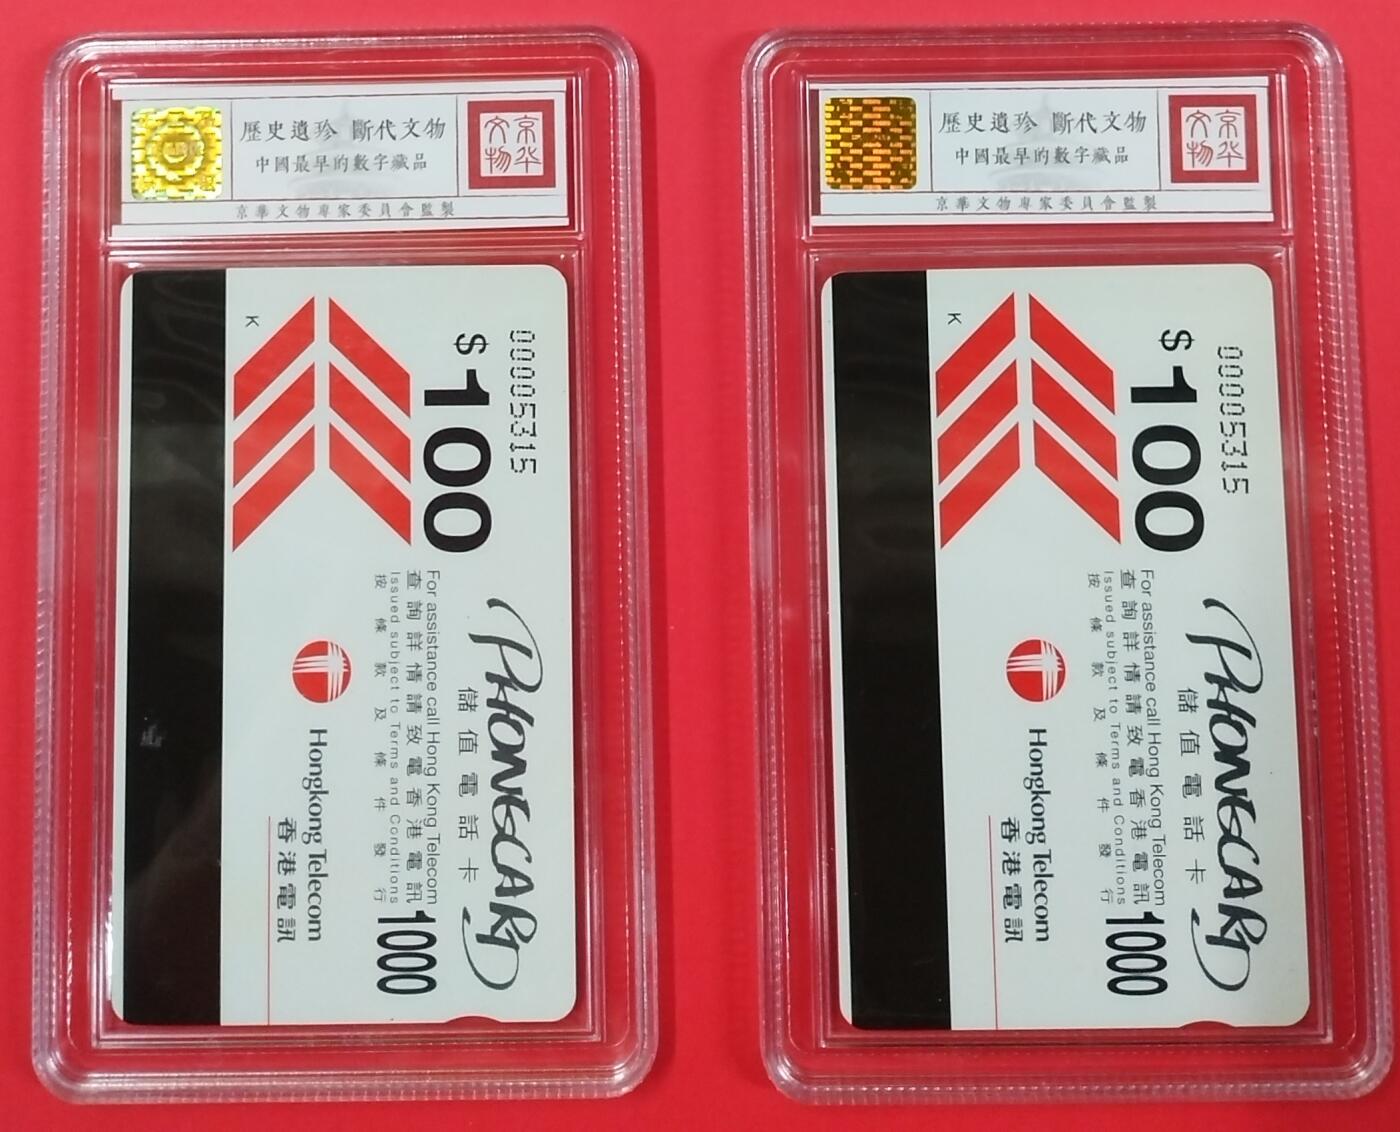 歷史遺珍 斷代文物
中國最早的數字藏品
京华文物
京華文物專家委員會監製
00005315
$100
K
PHONECARD
儲值電話卡
For assistance call Hong Kong Telecom
查詢詳情請致電香港電訊
Issued subject to Terms and Conditions
按條款及條件發行
1000
Hongkong Telecom
香港電訊
歷史遺珍 斷代文物
中國最早的數字藏品
京华文物
京華文物專家委員會監製
00005315
$100
K
PHONECARD
儲值電話卡
For assistance call Hong Kong Telecom
查詢詳情請致電香港電訊
Issued subject to Terms and Conditions
按條款及條件發行
1000
Hongkong Telecom
香港電訊